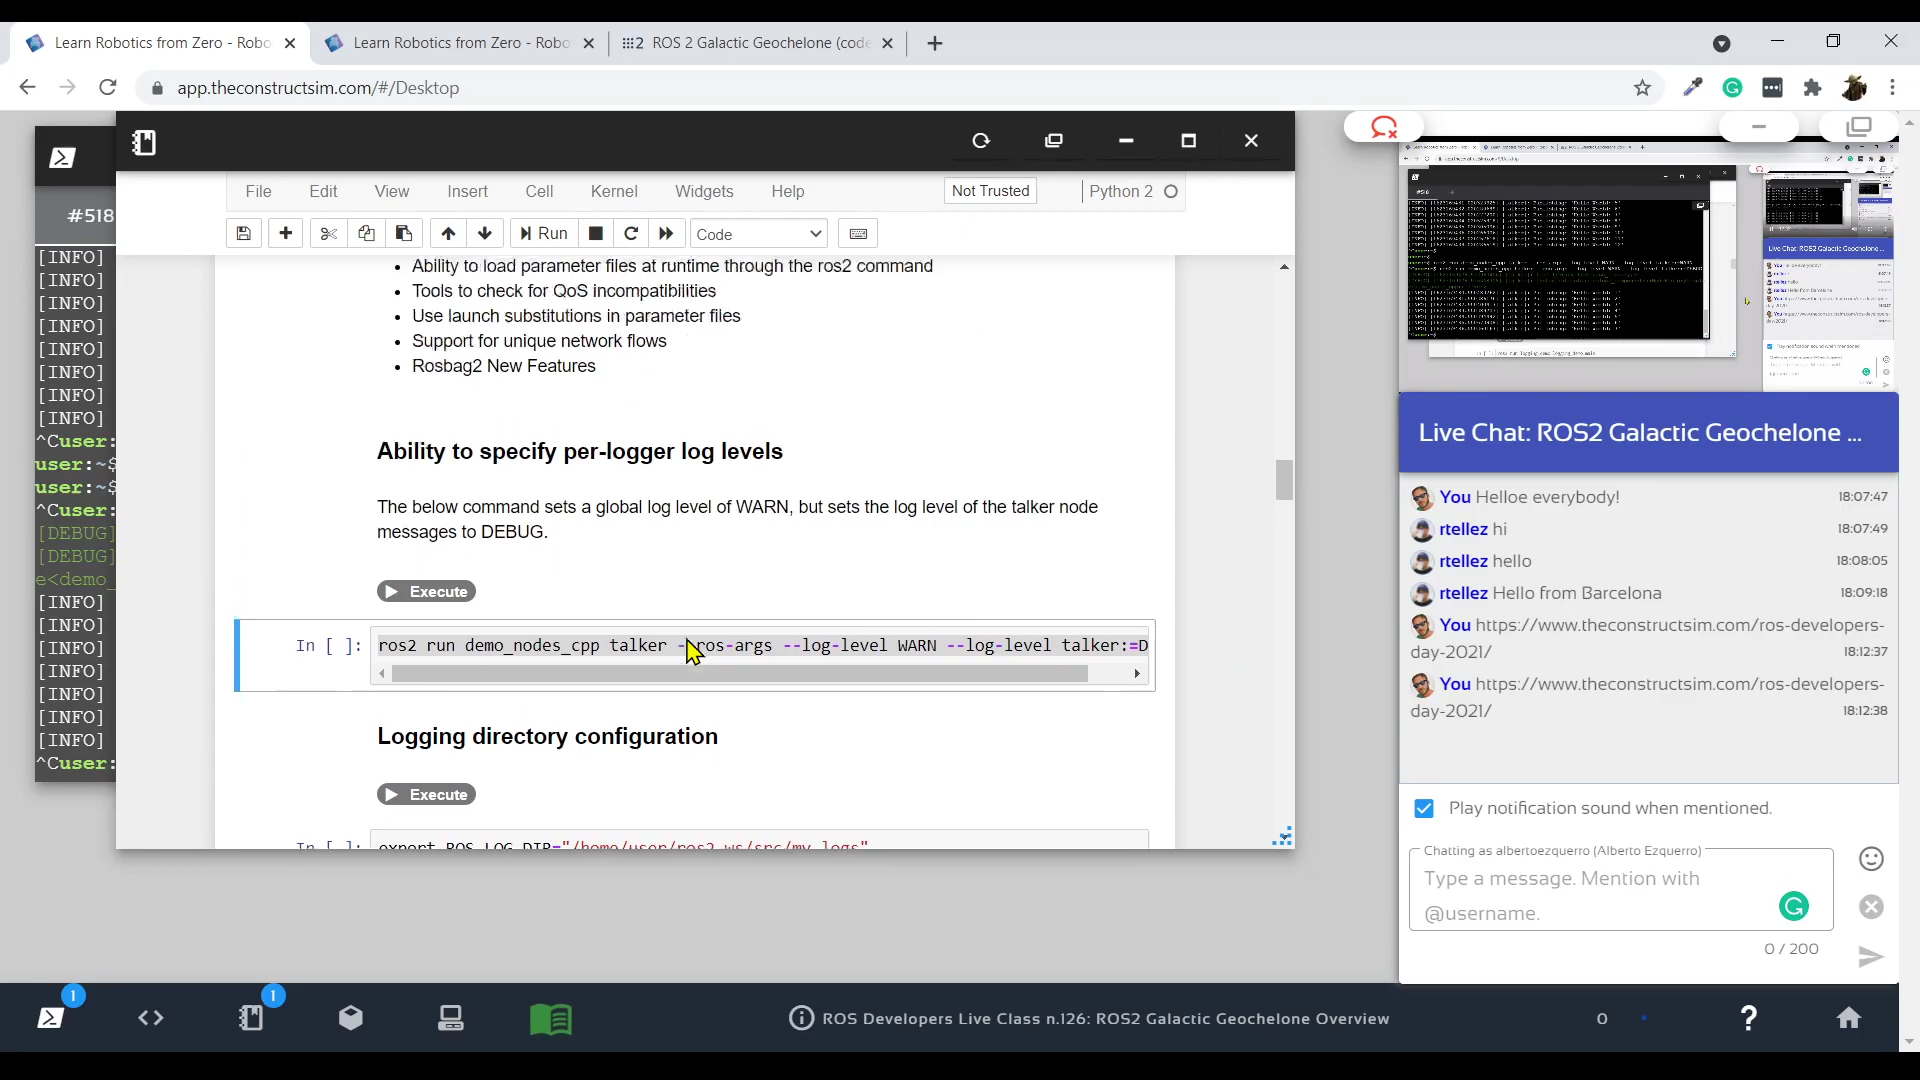 Learn Robotics from Zero - Robo
Learn Robotics from Zero - Robo
ROS 2 Galactic Geochelone (code
app.theconstructsim.com/#/Desktop
#518
[INFO]
[INFO]
[INFO]
[INFO]
[INFO]
[INFO]
[INFO]
[INFO]
^Cuser:
user:~$
user:~$
^Cuser:
[DEBUG]
[DEBUG]
e<demo_
[INFO]
[INFO]
[INFO]
[INFO]
[INFO]
[INFO]
[INFO]
^Cuser:
File Edit View Insert Cell Kernel Widgets Help Not Trusted Python 2
Run Code
• Ability to load parameter files at runtime through the ros2 command
• Tools to check for QoS incompatibilities
• Use launch substitutions in parameter files
• Support for unique network flows
• Rosbag2 New Features
Ability to specify per-logger log levels
The below command sets a global log level of WARN, but sets the log level of the talker node
messages to DEBUG.
Execute
In [ ]: ros2 run demo_nodes_cpp talker --ros-args --log-level WARN --log-level talker:=D
Logging directory configuration
Execute
In [ ]: export ROS_LOG_DIR="/home/user/ros2_ws/src/my_logs"
Live Chat: ROS2 Galactic Geochelone ...
You Helloe everybody! 18:07:47
rtellez hi 18:07:49
rtellez hello 18:08:05
rtellez Hello from Barcelona 18:09:18
You https://www.theconstructsim.com/ros-developers-
day-2021/ 18:12:37
You https://www.theconstructsim.com/ros-developers-
day-2021/ 18:12:38
Play notification sound when mentioned.
Chatting as albertoezquerro (Alberto Ezquerro)
Type a message. Mention with
@username.
0 / 200
1
1
ROS Developers Live Class n.126: ROS2 Galactic Geochelone Overview
0
?